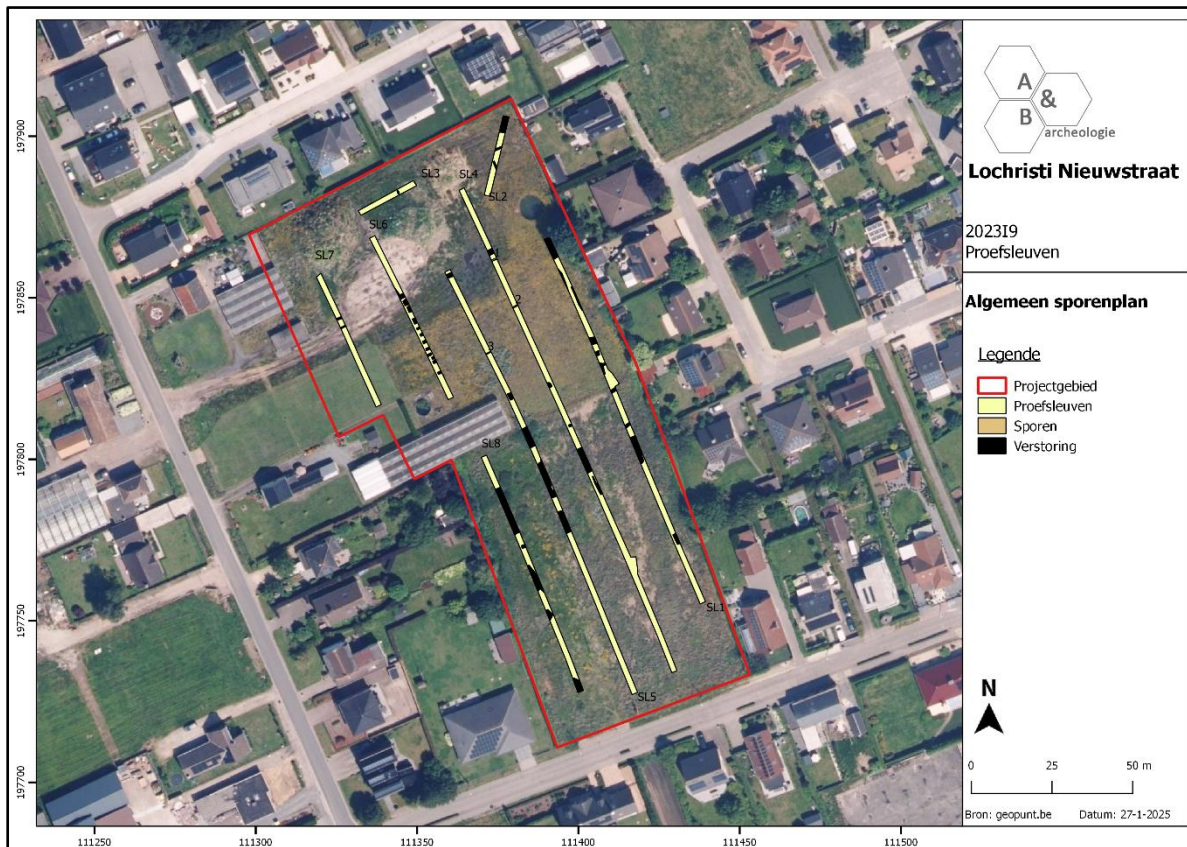 A
&
B
archeologie
Lochristi Nieuwstraat
2023I9
Proefsleuven
Algemeen sporenplan
Legende
Projectgebied
Proefsleuven
Sporen
Verstoring
N
0 25 50 m
Bron: geopunt.be Datum: 27-1-2025
SL3
SL4
SL2
SL6
SL7
1
2
3
SL8
SL1
SL5
197900
197850
197800
197750
197700
111250 111300 111350 111400 111450 111500